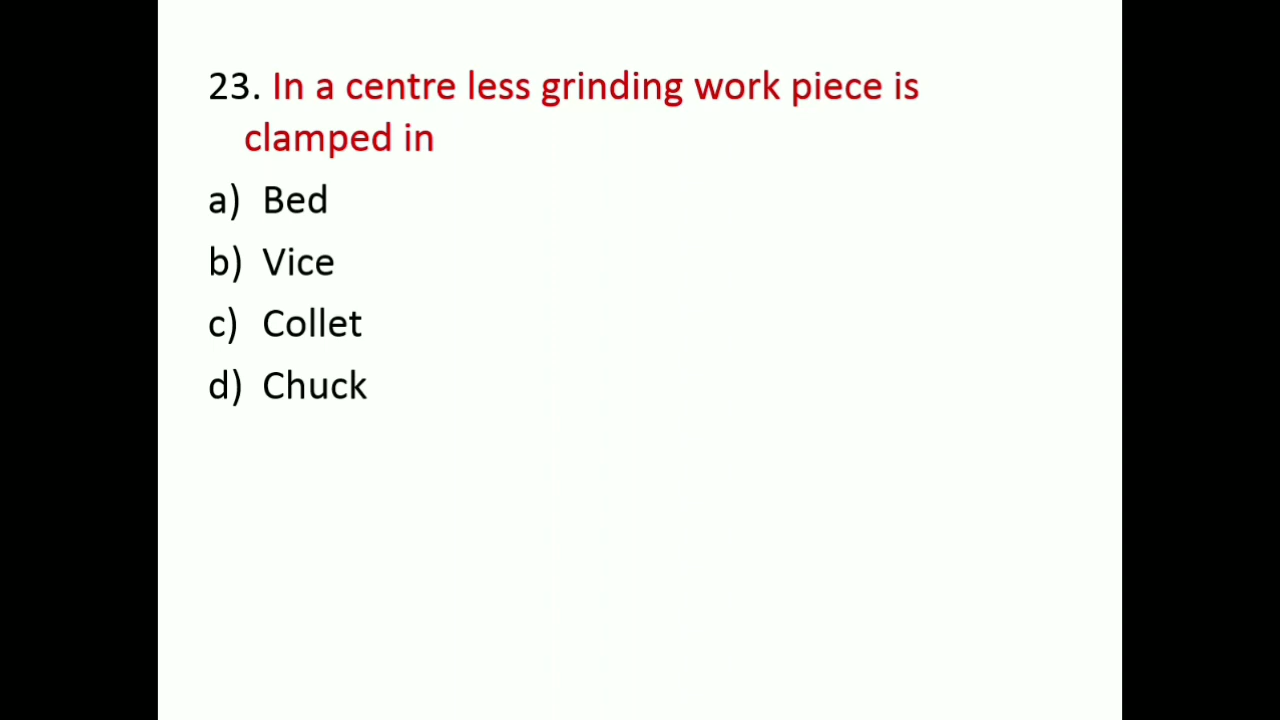 23. In a centre less grinding work piece is
clamped in
a) Bed
b) Vice
c) Collet
d) Chuck